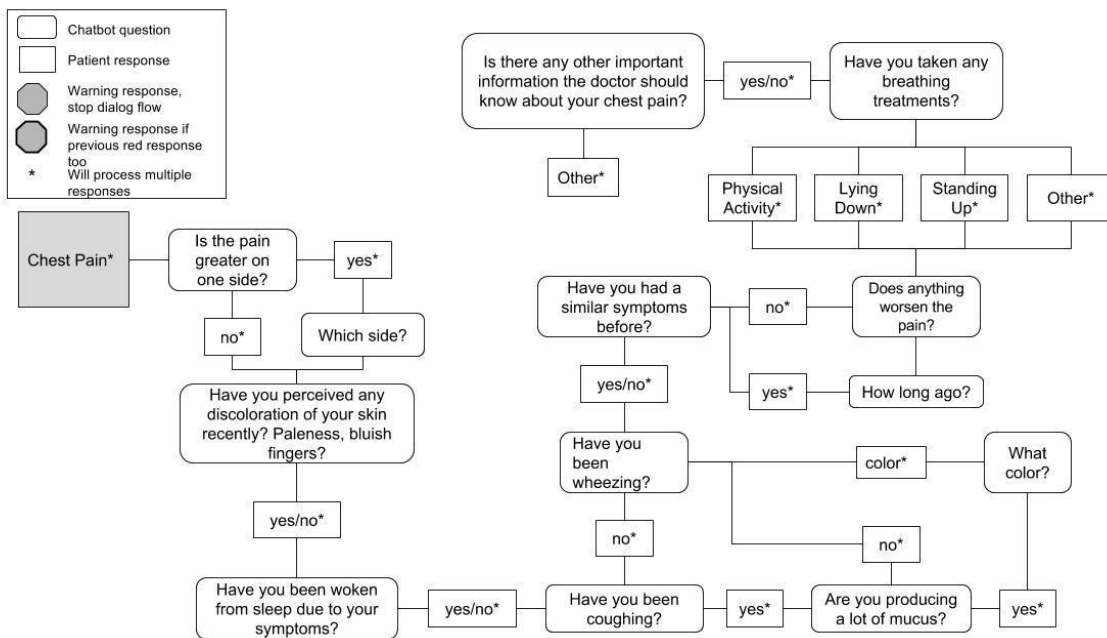 Chatbot question
Patient response
Warning response,
stop dialog flow
Warning response if
previous red response
too
* Will process multiple
responses
Is there any other important
information the doctor should
know about your chest pain?
yes/no*
Have you taken any
breathing
treatments?
Other*
Physical
Activity*
Lying
Down*
Standing
Up*
Other*
Chest Pain*
Is the pain
greater on
one side?
yes*
no*
Which side?
Have you had a
similar symptoms
before?
no*
Does anything
worsen the
pain?
yes/no*
yes*
How long ago?
Have you perceived any
discoloration of your skin
recently? Paleness, bluish
fingers?
Have you
been
wheezing?
color*
What
color?
yes/no*
no*
no*
Have you been woken
from sleep due to your
symptoms?
yes/no*
Have you been
coughing?
yes*
Are you producing
a lot of mucus?
yes*